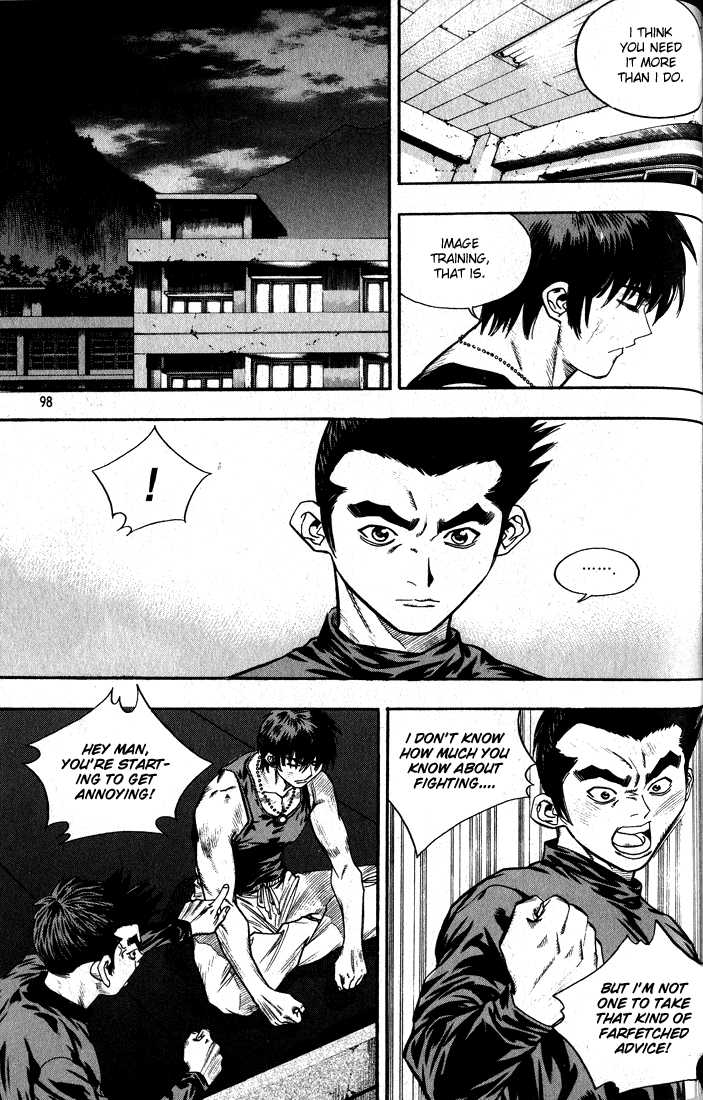 I THINK
YOU NEED
IT MORE
THAN I DO.
IMAGE
TRAINING,
THAT IS.
98
!
.......
HEY MAN,
YOU'RE START-
ING TO GET
ANNOYING!
I DON'T KNOW
HOW MUCH YOU
KNOW ABOUT
FIGHTING....
BUT I'M NOT
ONE TO TAKE
THAT KIND OF
FARFETCHED
ADVICE!